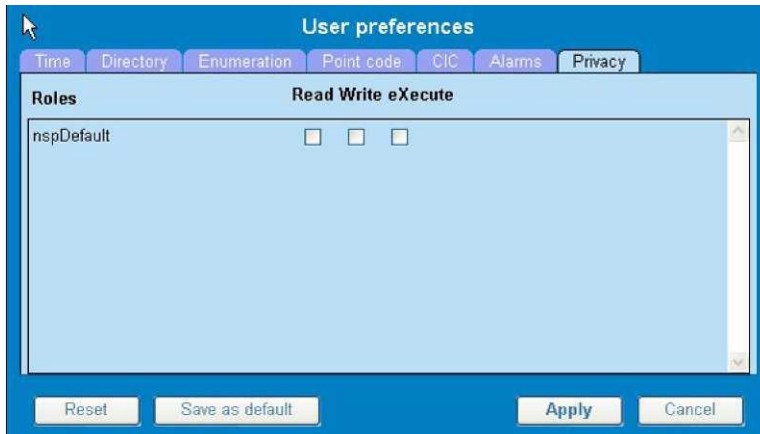 User preferences
Time Directory Enumeration Point code CIC Alarms Privacy
Roles Read Write eXecute
nspDefault
Reset Save as default Apply Cancel